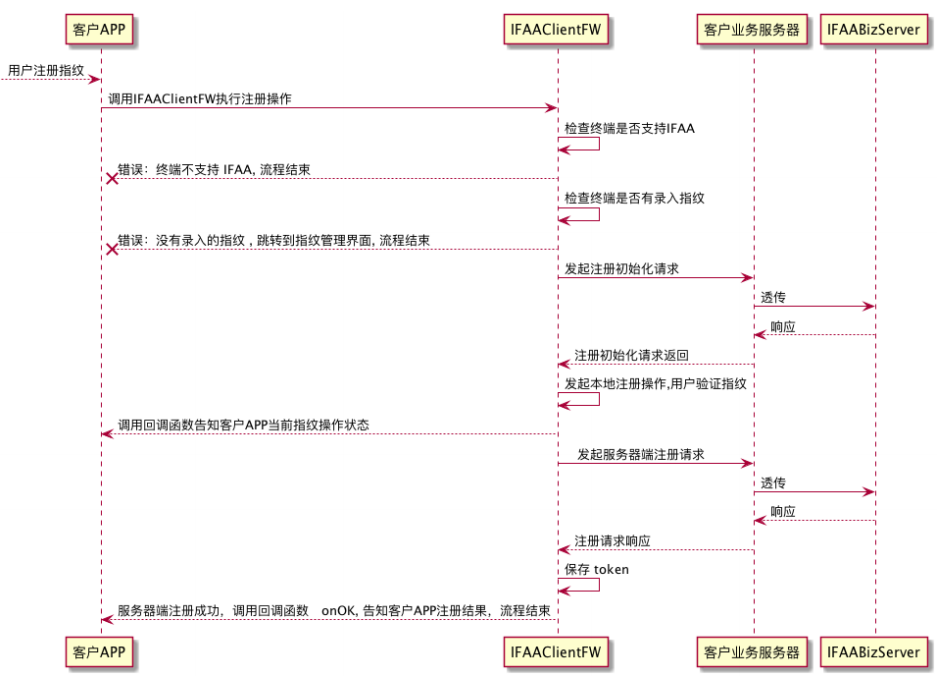 客户APP
IFAAClientFW
客户业务服务器
IFAABizServer
用户注册指纹
调用IFAAClientFW执行注册操作
检查终端是否支持IFAA
错误：终端不支持 IFAA, 流程结束
检查终端是否有录入指纹
错误：没有录入的指纹 , 跳转到指纹管理界面, 流程结束
发起注册初始化请求
透传
响应
注册初始化请求返回
发起本地注册操作,用户验证指纹
调用回调函数告知客户APP当前指纹操作状态
发起服务器端注册请求
透传
响应
注册请求响应
保存 token
服务器端注册成功，调用回调函数 onOK, 告知客户APP注册结果，流程结束
客户APP
IFAAClientFW
客户业务服务器
IFAABizServer